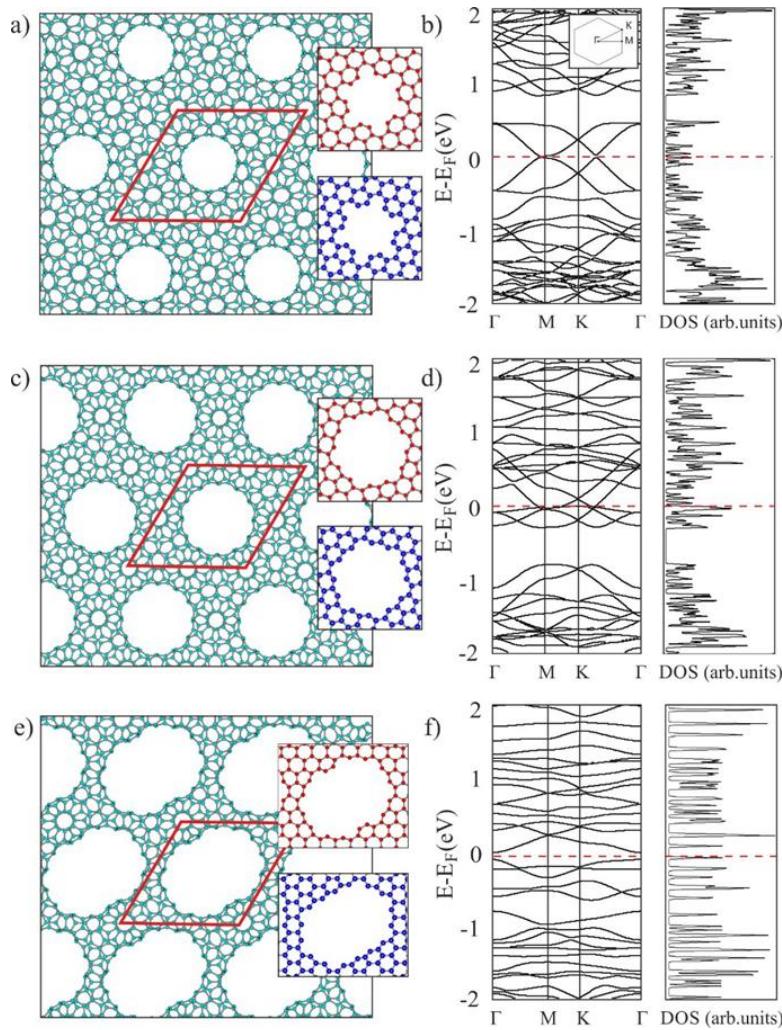 a)
b)
E-E_F(eV)
2
1
0
-1
-2
Γ
M
K
Γ
K
Γ
M
DOS (arb.units)
c)
d)
E-E_F(eV)
2
1
0
-1
-2
Γ
M
K
Γ
DOS (arb.units)
e)
f)
E-E_F(eV)
2
1
0
-1
-2
Γ
M
K
Γ
DOS (arb.units)